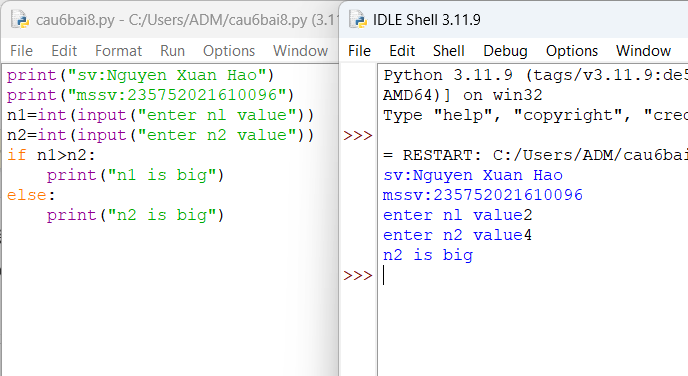 cau6bai8.py - C:/Users/ADM/cau6bai8.py (3.11
File Edit Format Run Options Window
print("sv:Nguyen Xuan Hao")
print("mssv:235752021610096")
n1=int(input("enter nl value"))
n2=int(input("enter n2 value"))
if n1>n2:
    print("n1 is big")
else:
    print("n2 is big")
IDLE Shell 3.11.9
File Edit Shell Debug Options Window
Python 3.11.9 (tags/v3.11.9:de5
AMD64)] on win32
Type "help", "copyright", "cred
>>>
= RESTART: C:/Users/ADM/cau6bai
sv:Nguyen Xuan Hao
mssv:235752021610096
enter nl value2
enter n2 value4
n2 is big
>>>